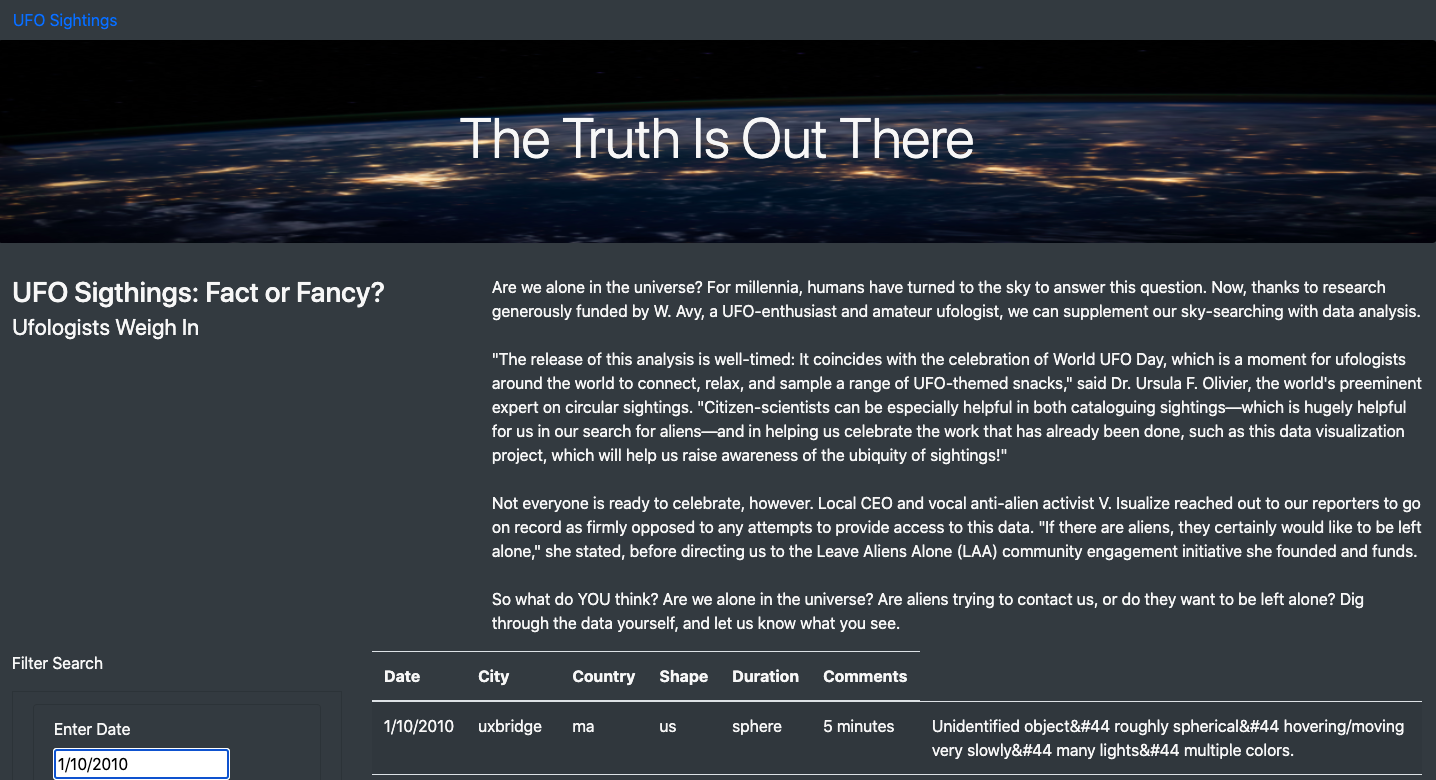 UFO Sightings
The Truth Is Out There
UFO Sigthings: Fact or Fancy?
Ufologists Weigh In
Are we alone in the universe? For millennia, humans have turned to the sky to answer this question. Now, thanks to research
generously funded by W. Avy, a UFO-enthusiast and amateur ufologist, we can supplement our sky-searching with data analysis.
"The release of this analysis is well-timed: It coincides with the celebration of World UFO Day, which is a moment for ufologists
around the world to connect, relax, and sample a range of UFO-themed snacks," said Dr. Ursula F. Olivier, the world's preeminent
expert on circular sightings. "Citizen-scientists can be especially helpful in both cataloguing sightings—which is hugely helpful
for us in our search for aliens—and in helping us celebrate the work that has already been done, such as this data visualization
project, which will help us raise awareness of the ubiquity of sightings!"
Not everyone is ready to celebrate, however. Local CEO and vocal anti-alien activist V. Isualize reached out to our reporters to go
on record as firmly opposed to any attempts to provide access to this data. "If there are aliens, they certainly would like to be left
alone," she stated, before directing us to the Leave Aliens Alone (LAA) community engagement initiative she founded and funds.
So what do YOU think? Are we alone in the universe? Are aliens trying to contact us, or do they want to be left alone? Dig
through the data yourself, and let us know what you see.
Filter Search
Enter Date
1/10/2010
Date City Country Shape Duration Comments
1/10/2010 uxbridge ma us sphere 5 minutes Unidentified object&#44 roughly spherical&#44 hovering/moving
very slowly&#44 many lights&#44 multiple colors.